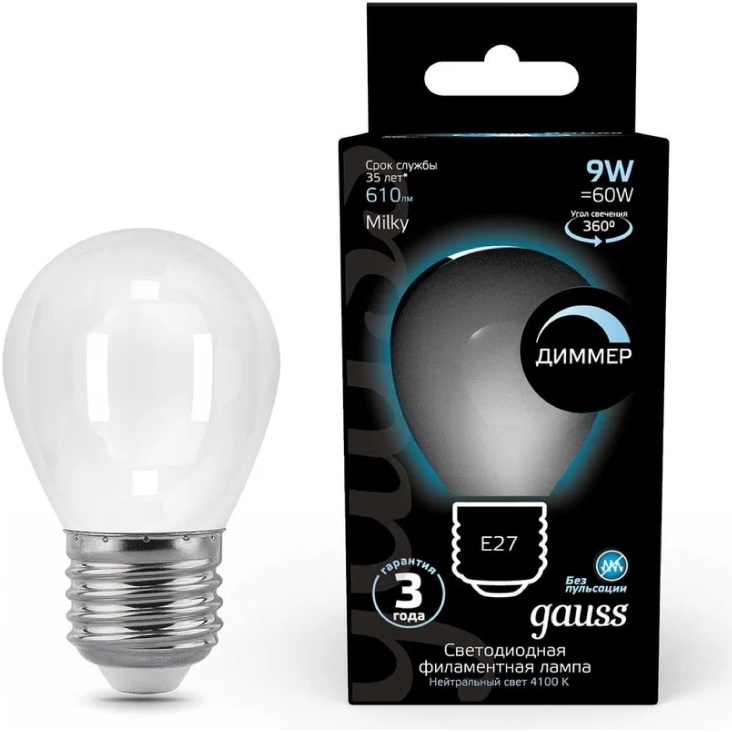 Срок службы
35 лет*
610лм
Milky
9W
=60W
Угол свечения
360º
ДИММЕР
E27
гарантия
3
года
Без
пульсации
gauss
Светодиодная
филаментная лампа
Нейтральный свет 4100 K